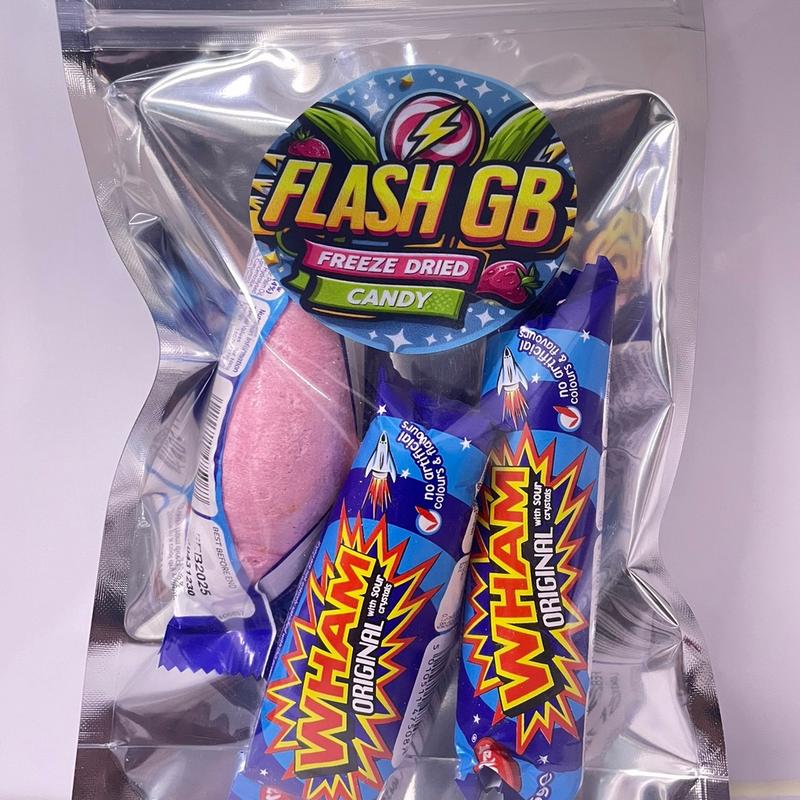 FLASH GB
FREEZE DRIED
CANDY
BEST BEFORE END
no artificial
colours & flavours
WHAM
ORIGINAL
with sour
crystals
no artificial
colours & flavours
WHAM
ORIGINAL
with sour
crystals